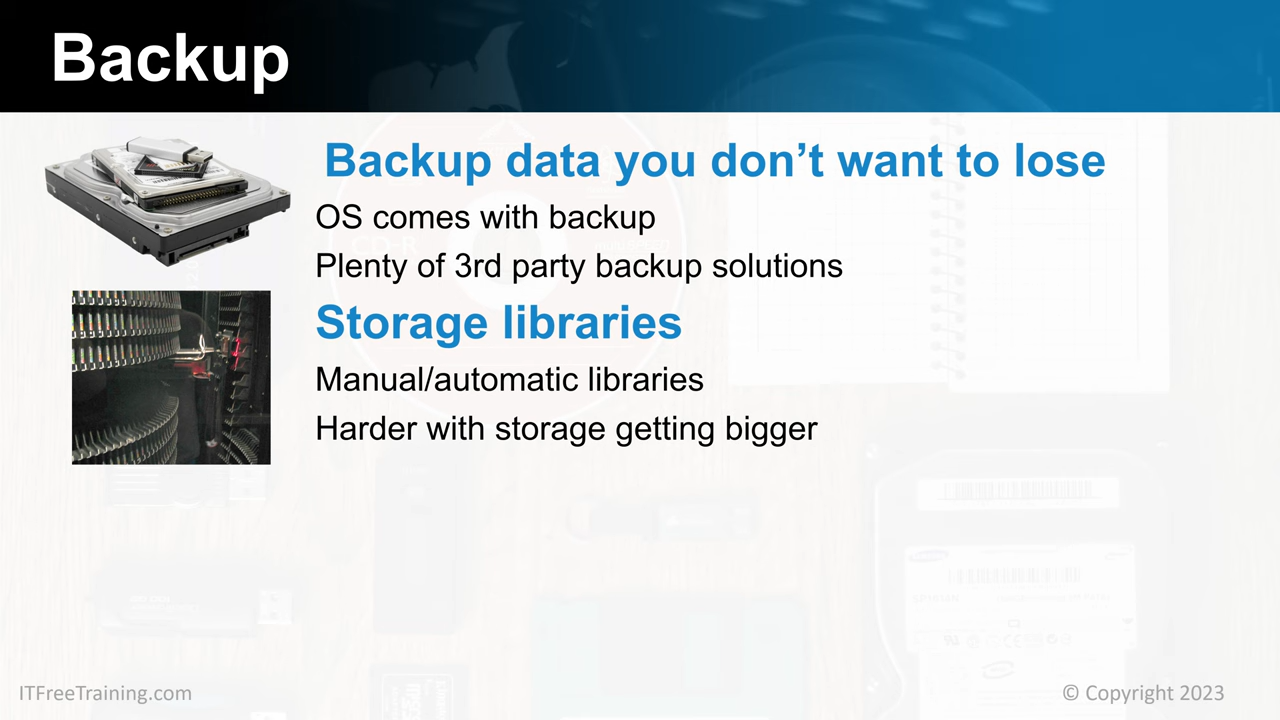 Backup
Backup data you don’t want to lose
OS comes with backup
Plenty of 3rd party backup solutions
Storage libraries
Manual/automatic libraries
Harder with storage getting bigger
ITFreeTraining.com
© Copyright 2023